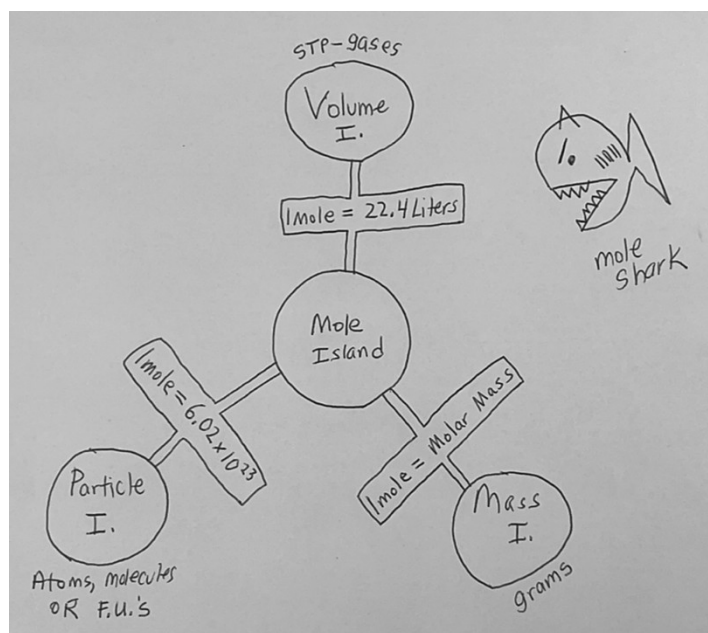 STP-gases
Volume
I.
1mole = 22.4 Liters
mole
shark
Mole
Island
1mole = 6.02x10²³
1mole = Molar Mass
Particle
I.
Atoms, molecules
OR F.U.'s
Mass
I.
grams